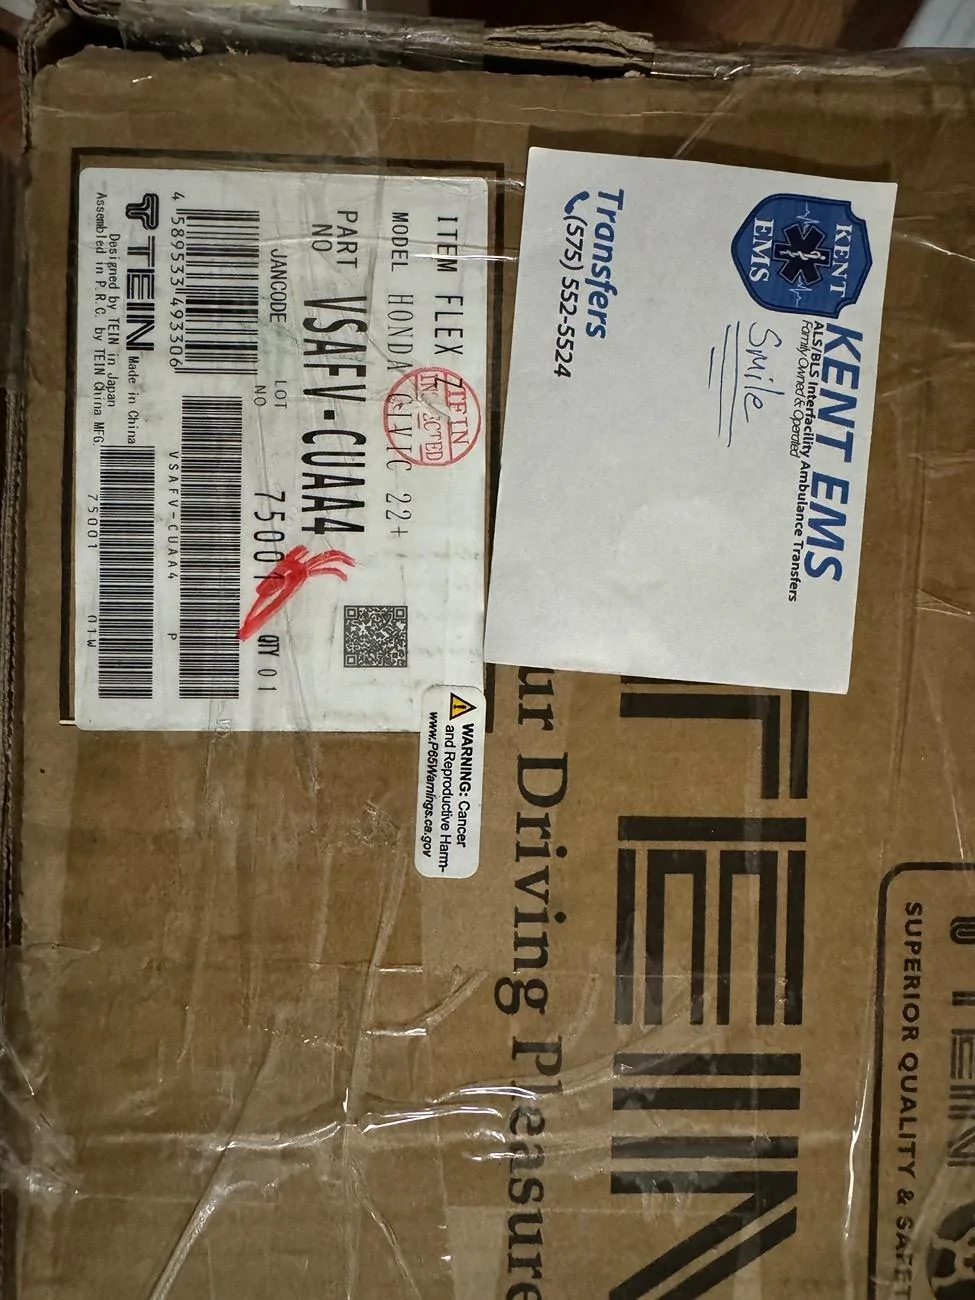 ITEM FLEX Z
MODEL HONDA CIVIC 22+
PART NO VSAFV-CUAA4
JANCODE
LOT NO 75001 QTY 01
4 589533 493306
VSAFV-CUAA4 P
TEIN Made in China
Designed by TEIN in Japan
Assembled in P.R.C. by TEIN China MFG.
75001 01W
TEIN
INSPECTED
WARNING: Cancer
and Reproductive Harm-
www.P65Warnings.ca.gov
KENT
EMS
KENT EMS
ALS/BLS Interfacility Ambulance Transfers
Family Owned & Operated
Smile
Transfers
(575) 552-5524
TEIN
ur Driving Pleasure
TEIN
SUPERIOR QUALITY & SAFET